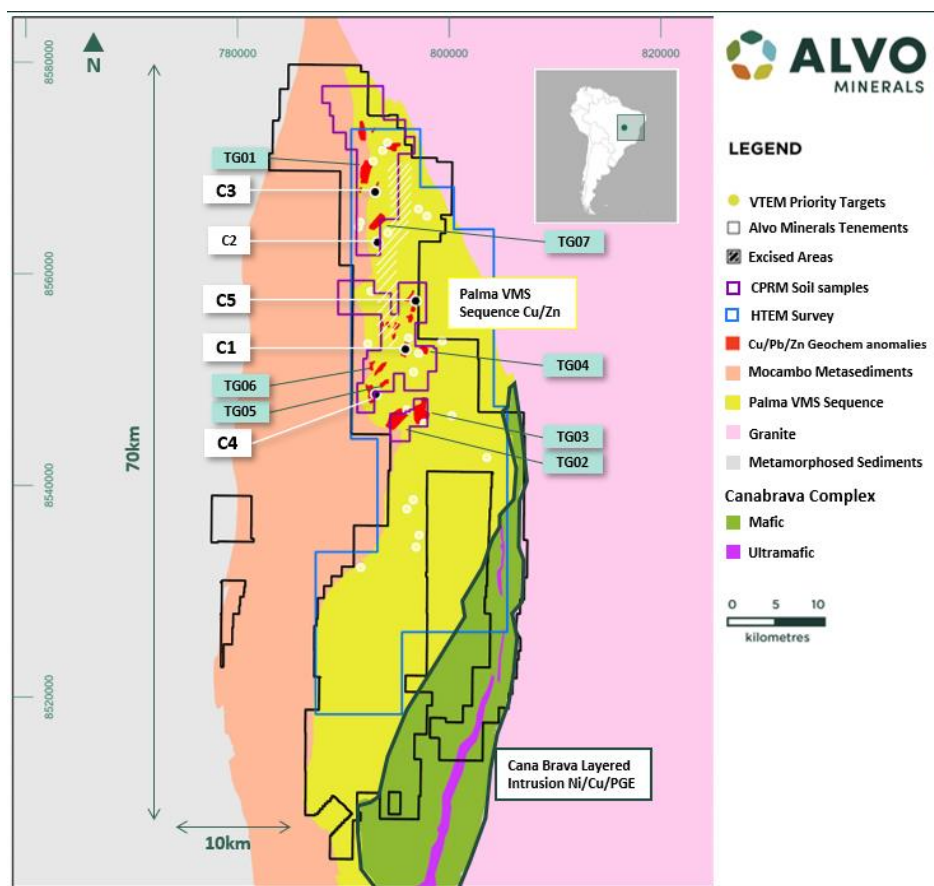 780000
800000
820000
8580000
8560000
8540000
8520000
N
TG01
C3
C2
TG07
C5
Palma VMS
Sequence Cu/Zn
C1
TG04
TG06
TG05
C4
TG03
TG02
70km
10km
Cana Brava Layered
Intrusion Ni/Cu/PGE
ALVO
MINERALS
LEGEND
VTEM Priority Targets
Alvo Minerals Tenements
Excised Areas
CPRM Soil samples
HTEM Survey
Cu/Pb/Zn Geochem anomalies
Mocambo Metasediments
Palma VMS Sequence
Granite
Metamorphosed Sediments
Canabrava Complex
Mafic
Ultramafic
0 5 10
kilometres